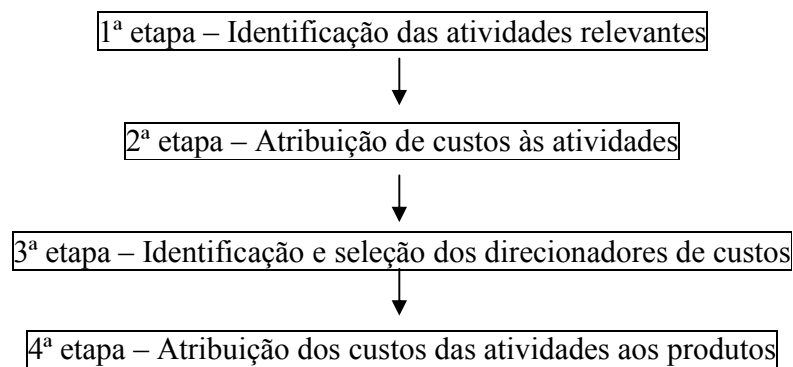 1ª etapa – Identificação das atividades relevantes
2ª etapa – Atribuição de custos às atividades
3ª etapa – Identificação e seleção dos direcionadores de custos
4ª etapa – Atribuição dos custos das atividades aos produtos